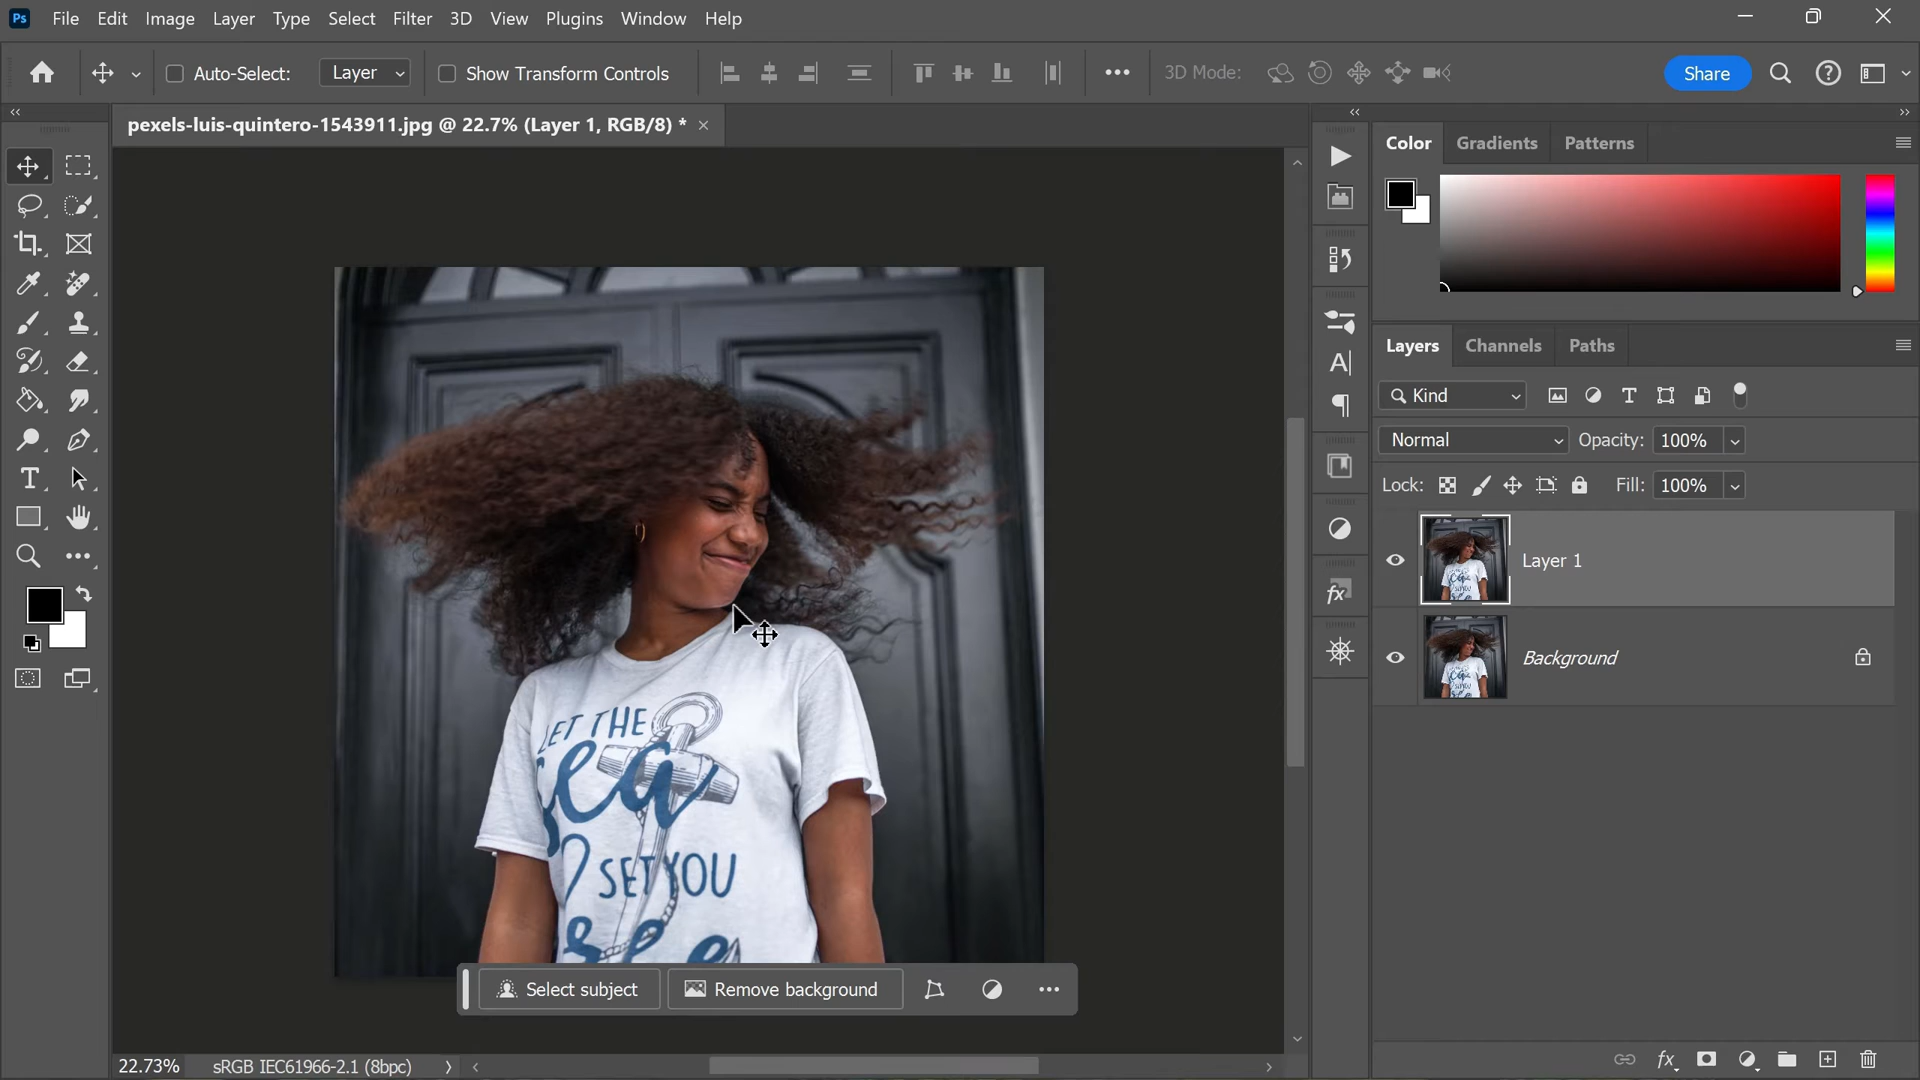 Ps File Edit Image Layer Type Select Filter 3D View Plugins Window Help
Auto-Select: Layer Show Transform Controls 3D Mode: Share
pexels-luis-quintero-1543911.jpg @ 22.7% (Layer 1, RGB/8) *
Color Gradients Patterns
Layers Channels Paths
Kind
Normal Opacity: 100%
Lock: Fill: 100%
Layer 1
Background
LET THE
sea
SET YOU
Select subject Remove background
22.73% sRGB IEC61966-2.1 (8bpc)